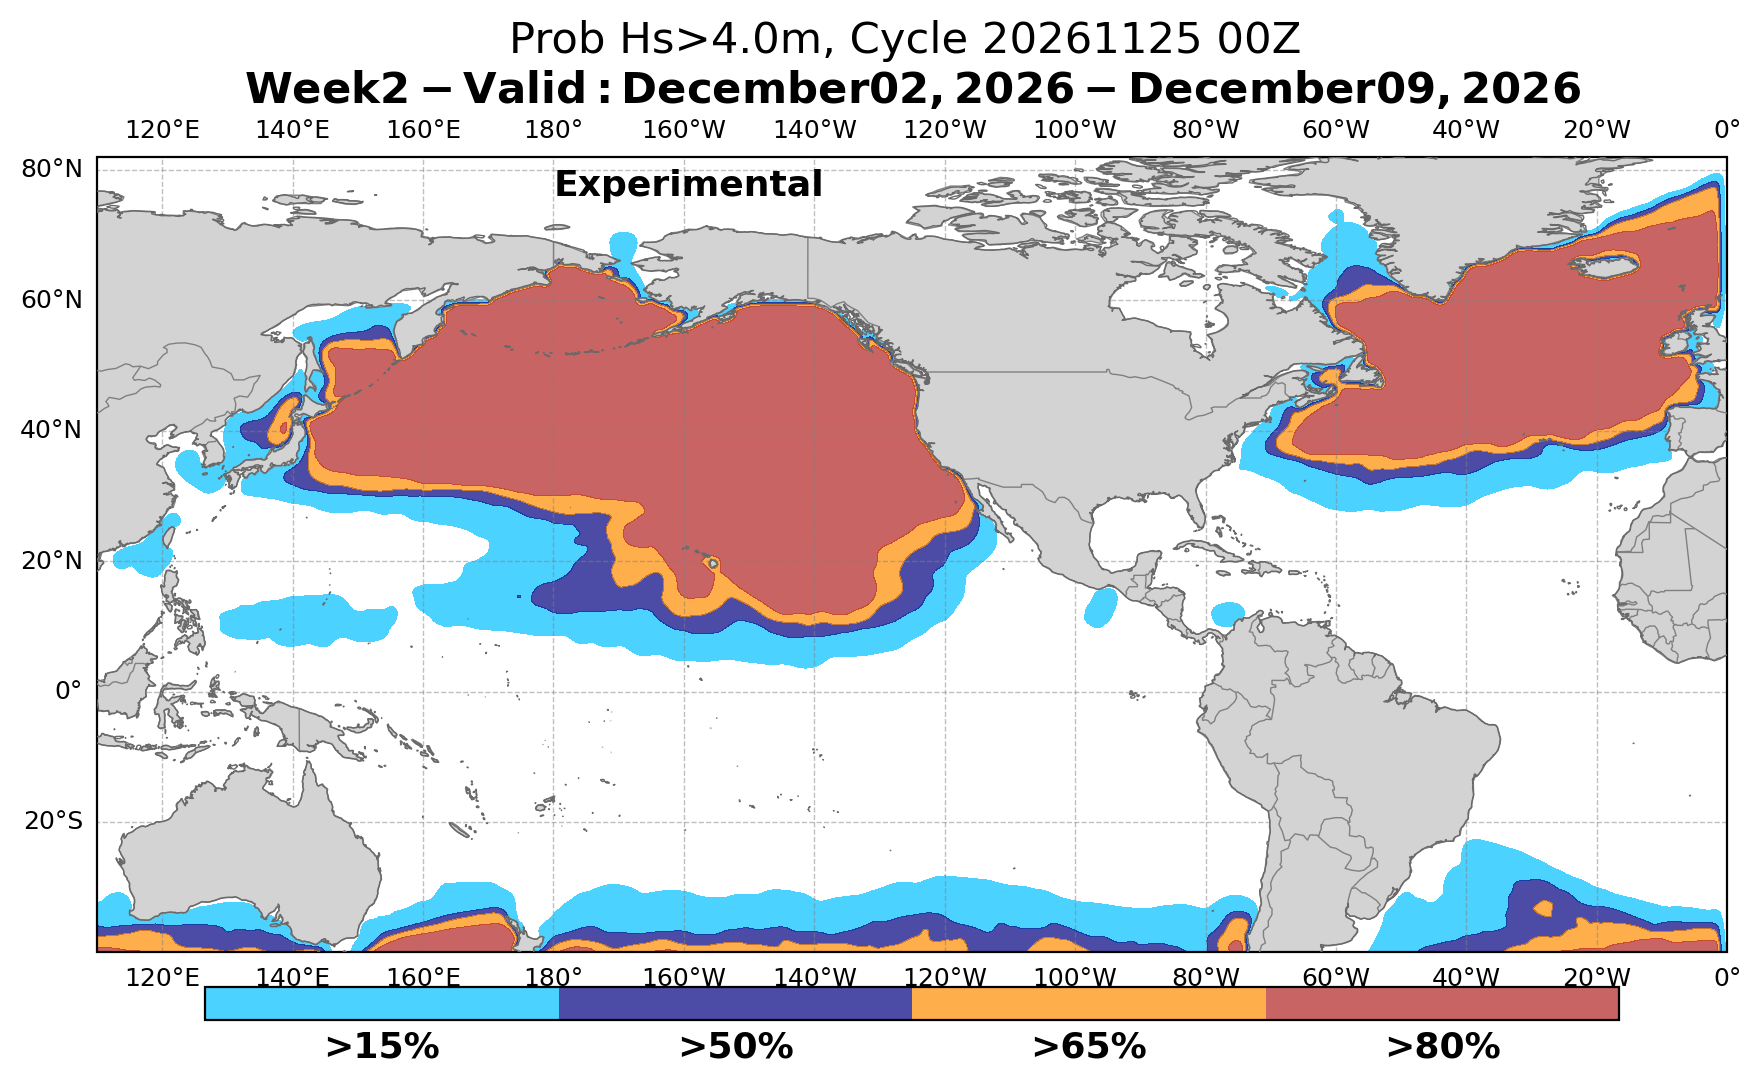 Prob Hs>4.0m, Cycle 20261125 00Z
Week2 – Valid : December02, 2026 – December09, 2026
120°E 140°E 160°E 180° 160°W 140°W 120°W 100°W 80°W 60°W 40°W 20°W 0°
80°N
Experimental
60°N
40°N
20°N
0°
20°S
120°E 140°E 160°E 180° 160°W 140°W 120°W 100°W 80°W 60°W 40°W 20°W 0°
>15% >50% >65% >80%